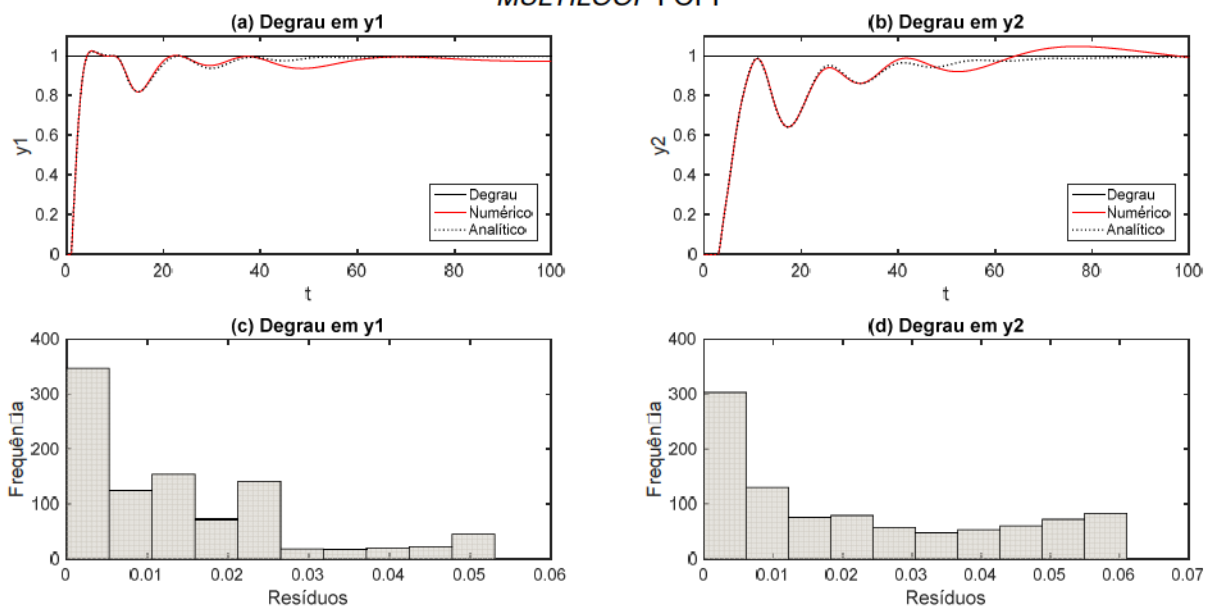 (a) Degrau em y1
1
0.8
0.6
0.4
0.2
0
y1
0 20 40 60 80 100
t
Degrau
Numérico
Analítico
(b) Degrau em y2
1
0.8
0.6
0.4
0.2
0
y2
0 20 40 60 80 100
t
Degrau
Numérico
Analítico
(c) Degrau em y1
400
300
200
100
0
Frequên□ia
0 0.01 0.02 0.03 0.04 0.05 0.06
Resíduos
(d) Degrau em y2
400
300
200
100
0
Frequên□ia
0 0.01 0.02 0.03 0.04 0.05 0.06 0.07
Resíduos